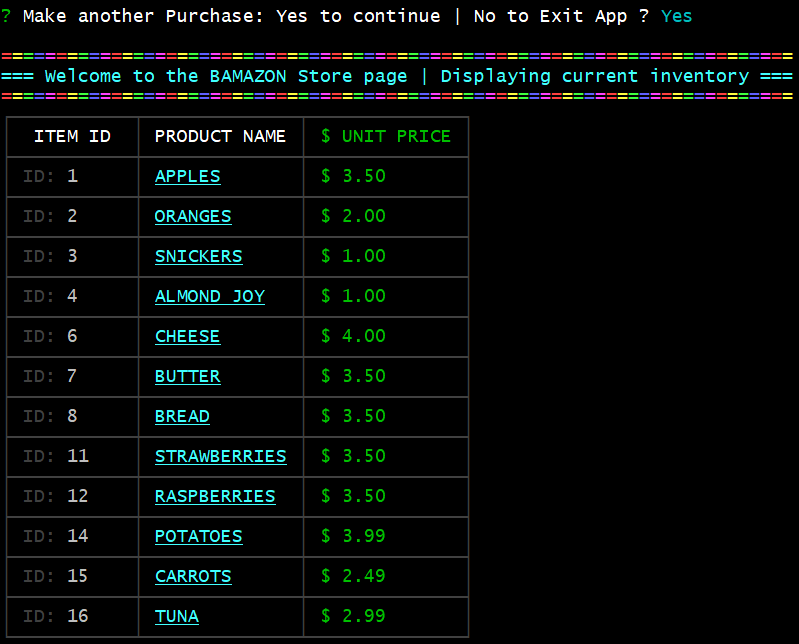 ? Make another Purchase: Yes to continue | No to Exit App ? Yes
========================================================================
=== Welcome to the BAMAZON Store page | Displaying current inventory ===
========================================================================
ITEM ID PRODUCT NAME $ UNIT PRICE
ID: 1 APPLES $ 3.50
ID: 2 ORANGES $ 2.00
ID: 3 SNICKERS $ 1.00
ID: 4 ALMOND JOY $ 1.00
ID: 6 CHEESE $ 4.00
ID: 7 BUTTER $ 3.50
ID: 8 BREAD $ 3.50
ID: 11 STRAWBERRIES $ 3.50
ID: 12 RASPBERRIES $ 3.50
ID: 14 POTATOES $ 3.99
ID: 15 CARROTS $ 2.49
ID: 16 TUNA $ 2.99